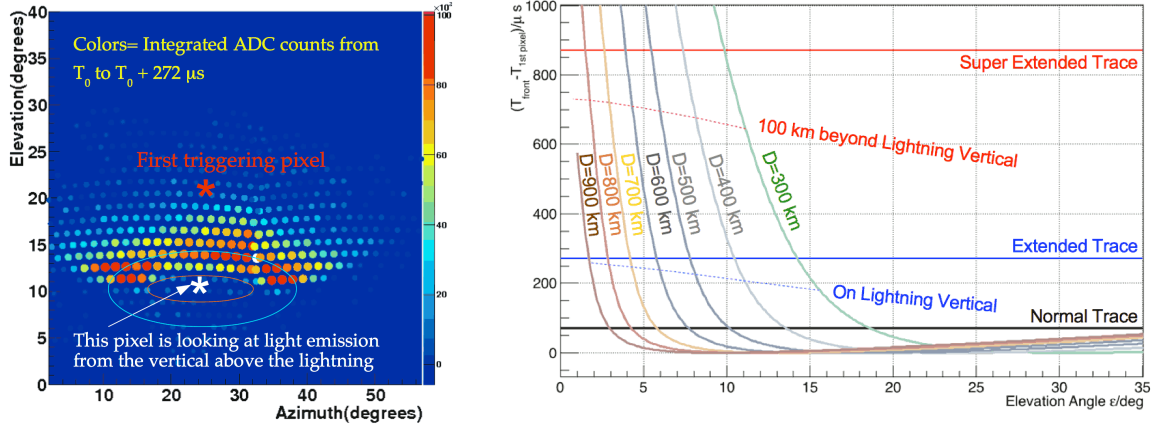 Colors= Integrated ADC counts from
T0 to T0 + 272 μs
First triggering pixel
This pixel is looking at light emission
from the vertical above the lightning
Elevation(degrees)
40
35
30
25
20
15
10
5
0
10
20
30
40
50
Azimuth(degrees)
×10³
100
80
60
40
20
0
(Tfront-T1st pixel)/μ s
1000
800
600
400
200
0
Super Extended Trace
100 km beyond Lightning Vertical
D=900 km
D=800 km
D=700 km
D=600 km
D=500 km
D=400 km
D=300 km
Extended Trace
On Lightning Vertical
Normal Trace
0
5
10
15
20
25
30
35
Elevation Angle ε/deg